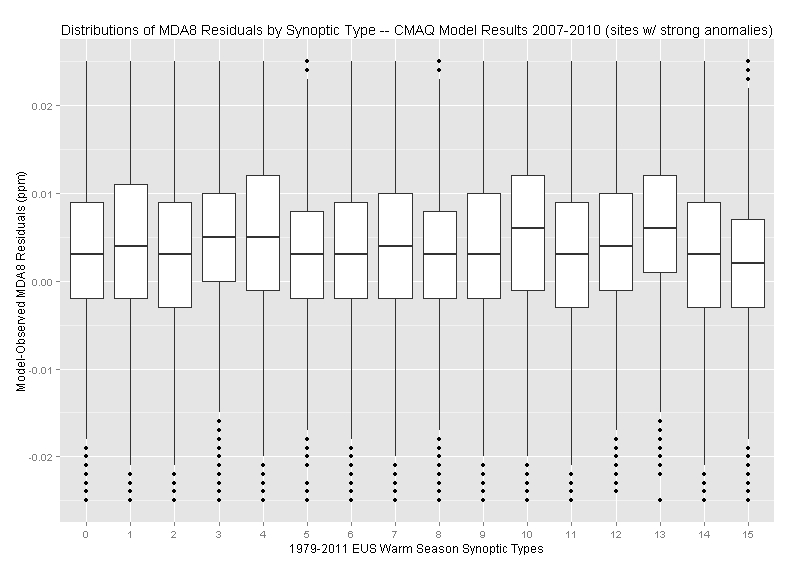 Distributions of MDA8 Residuals by Synoptic Type -- CMAQ Model Results 2007-2010 (sites w/ strong anomalies)
Model-Observed MDA8 Residuals (ppm)
0.02
0.01
0.00
-0.01
-0.02
0 1 2 3 4 5 6 7 8 9 10 11 12 13 14 15
1979-2011 EUS Warm Season Synoptic Types